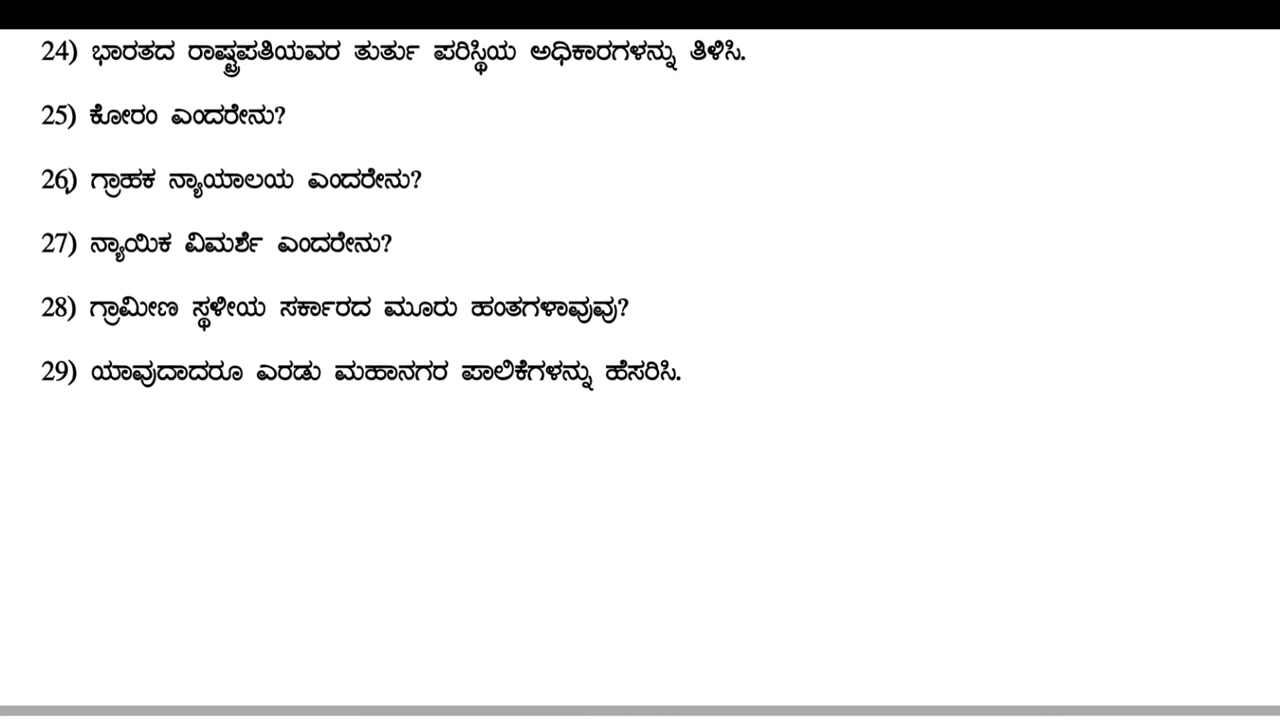 24) ಭಾರತದ ರಾಷ್ಟ್ರಪತಿಯವರ ತುರ್ತು ಪರಿಸ್ಥಿಯ ಅಧಿಕಾರಗಳನ್ನು ತಿಳಿಸಿ.
25) ಕೋರಂ ಎಂದರೇನು?
26) ಗ್ರಾಹಕ ನ್ಯಾಯಾಲಯ ಎಂದರೇನು?
27) ನ್ಯಾಯಿಕ ವಿಮರ್ಶೆ ಎಂದರೇನು?
28) ಗ್ರಾಮೀಣ ಸ್ಥಳೀಯ ಸರ್ಕಾರದ ಮೂರು ಹಂತಗಳಾವುವು?
29) ಯಾವುದಾದರೂ ಎರಡು ಮಹಾನಗರ ಪಾಲಿಕೆಗಳನ್ನು ಹೆಸರಿಸಿ.